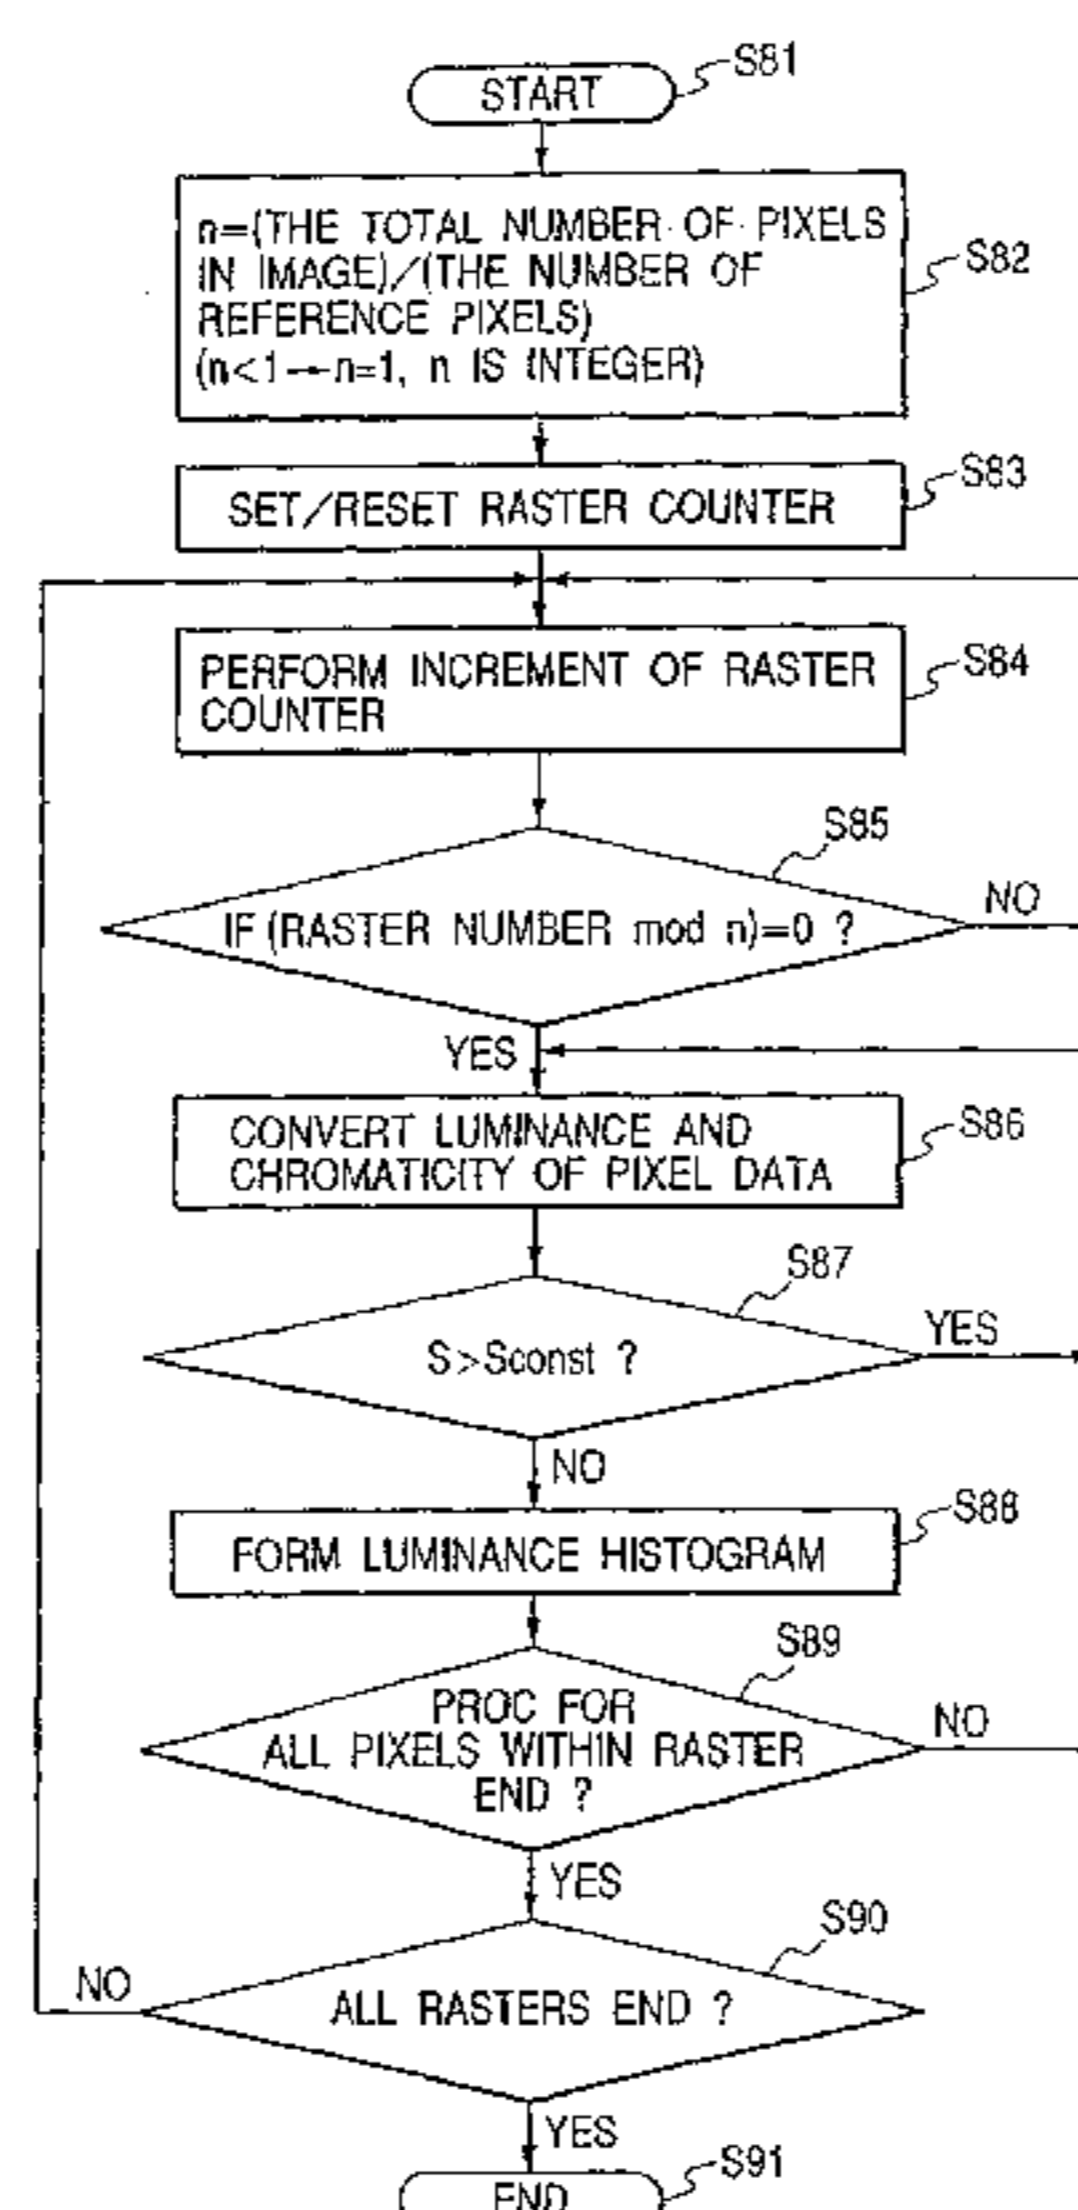 S81
START
n=(THE TOTAL NUMBER OF PIXELS
IN IMAGE)/(THE NUMBER OF
REFERENCE PIXELS)
(n<1→n=1, n IS INTEGER)
S82
SET/RESET RASTER COUNTER
S83
PERFORM INCREMENT OF RASTER
COUNTER
S84
S85
IF (RASTER NUMBER mod n)=0 ?
NO
YES
CONVERT LUMINANCE AND
CHROMATICITY OF PIXEL DATA
S86
S87
S>Sconst ?
YES
NO
FORM LUMINANCE HISTOGRAM
S88
S89
PROC FOR
ALL PIXELS WITHIN RASTER
END ?
NO
YES
S90
ALL RASTERS END ?
NO
YES
S91
END